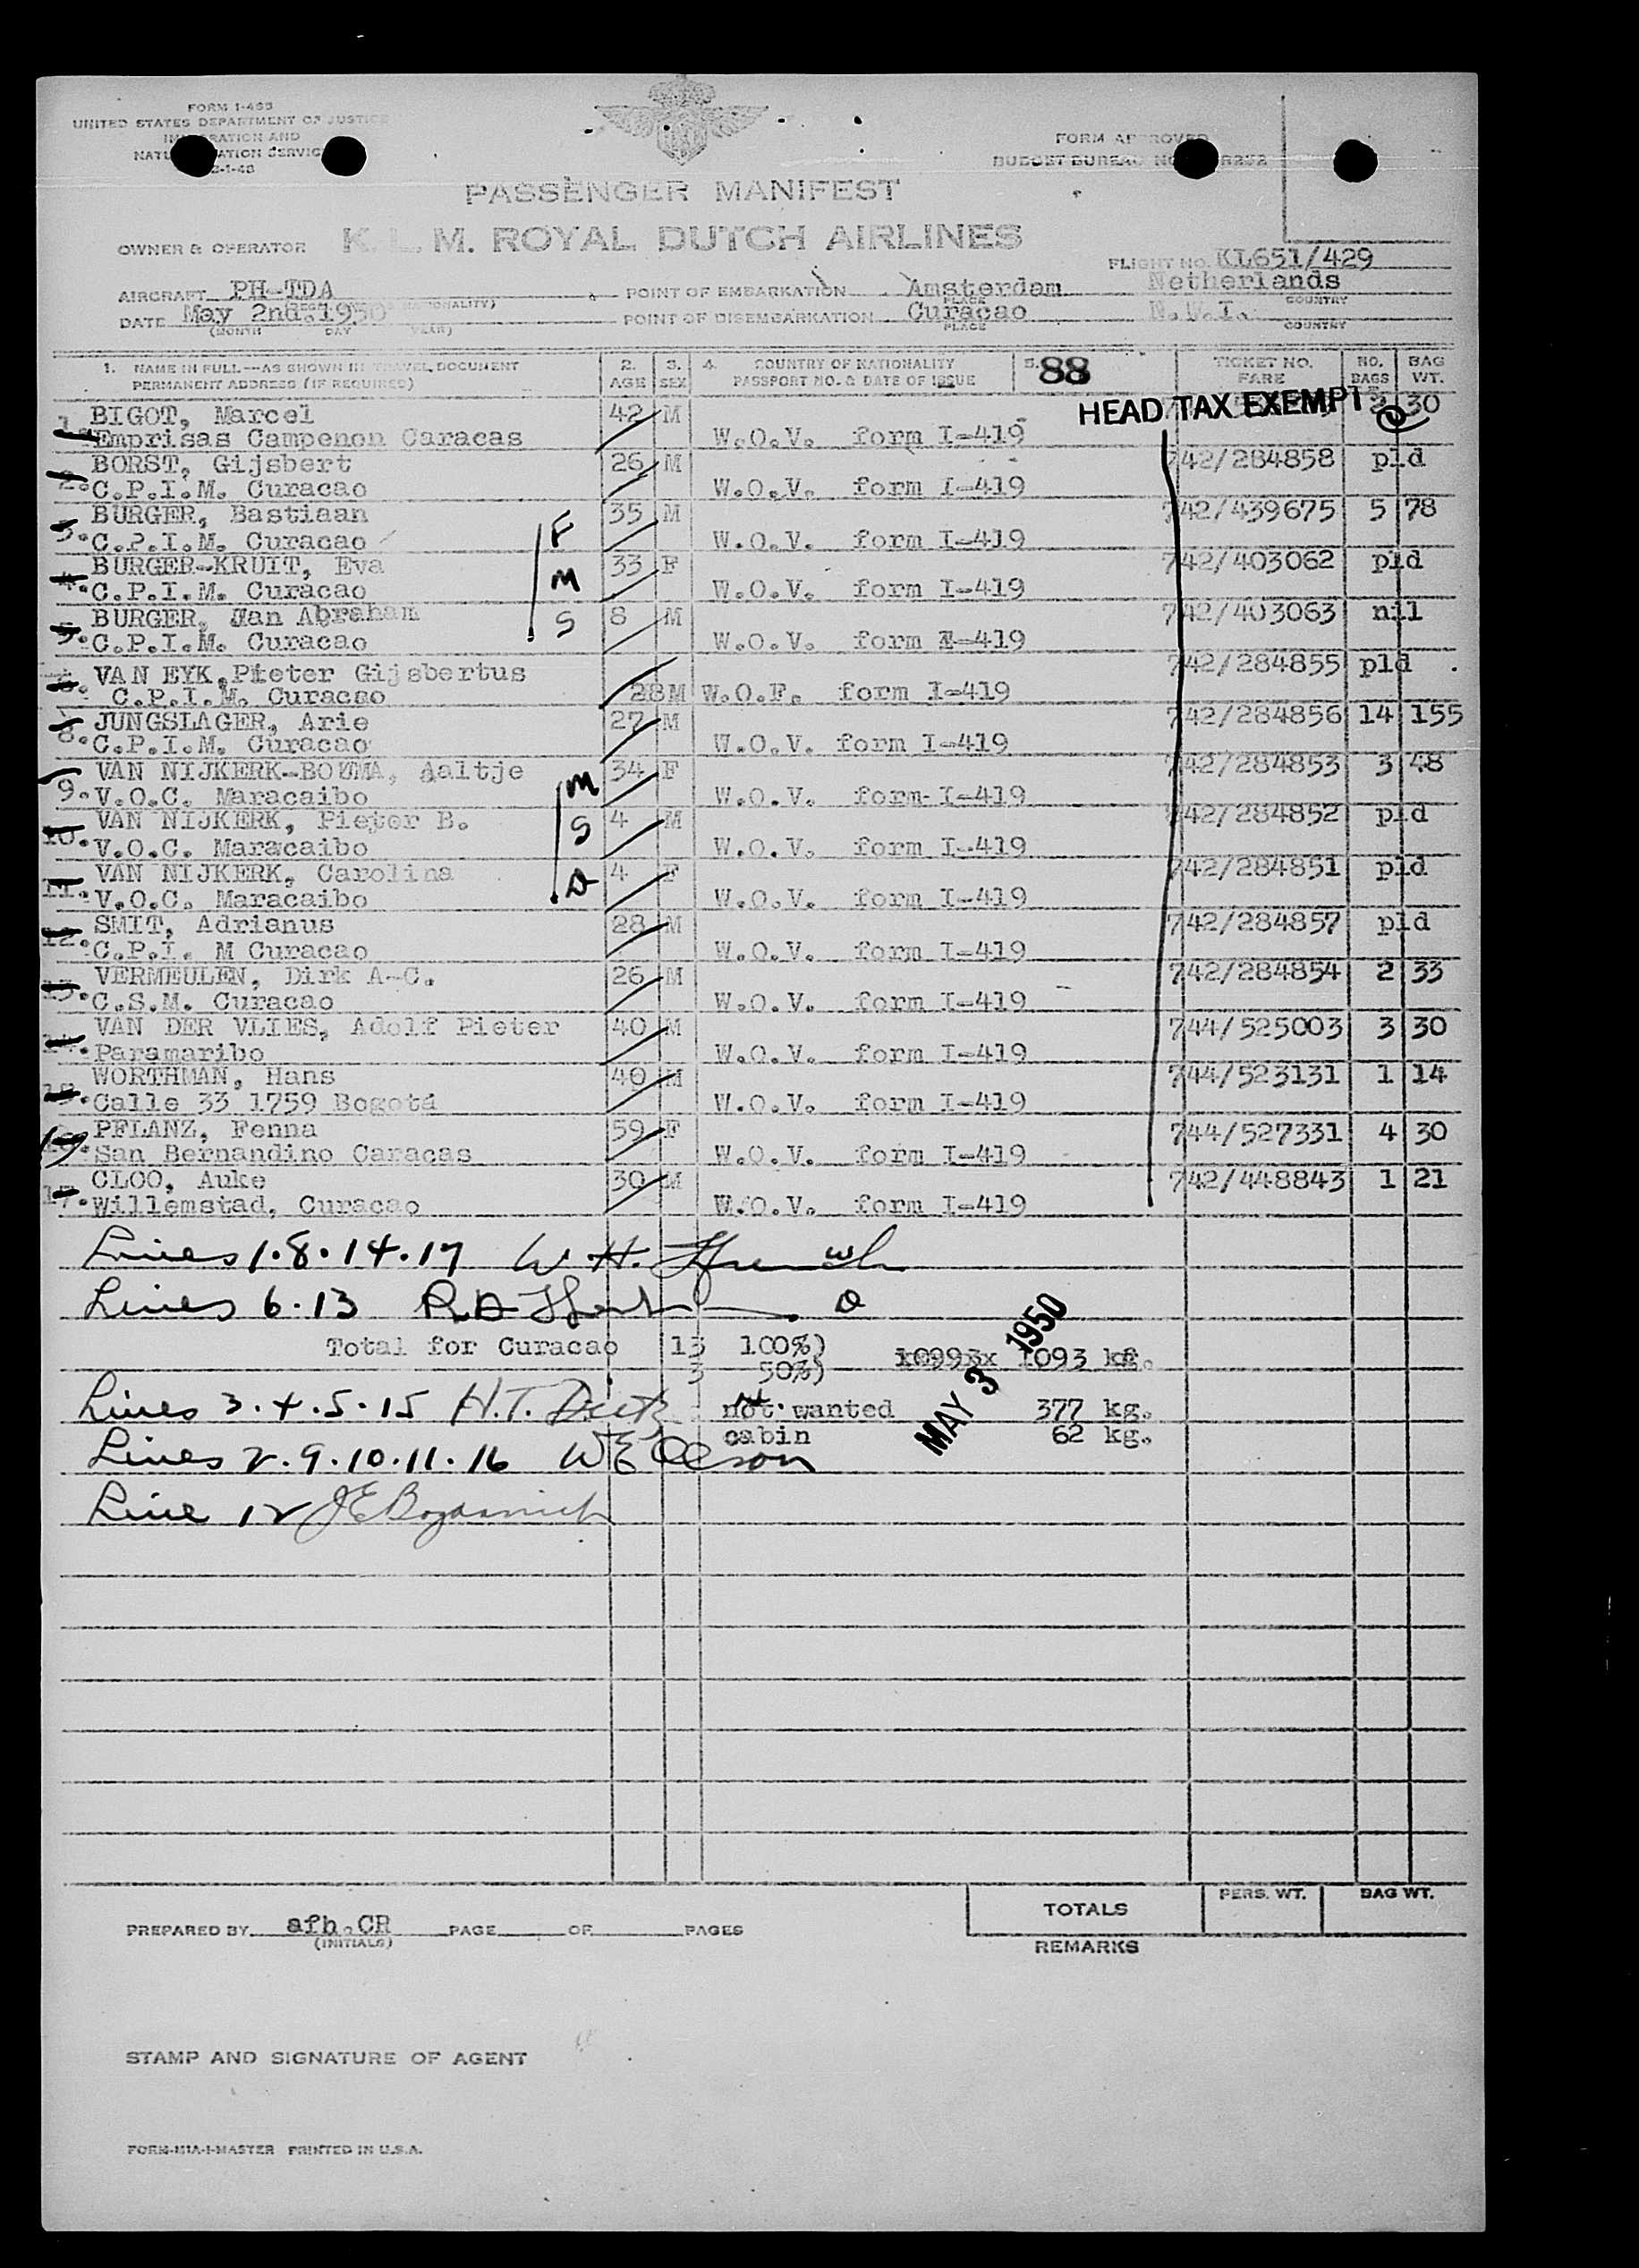 FORM I-466
UNITED STATES DEPARTMENT OF JUSTICE
IMMIGRATION AND
NATURALIZATION SERVICE
FORM APPROVED
BUDGET BUREAU NO.
PASSENGER MANIFEST
OWNER & OPERATOR K. L. M. ROYAL DUTCH AIRLINES
FLIGHT NO. KL651/429
AIRCRAFT PH-TDA POINT OF EMBARKATION Amsterdam Netherlands
PLACE COUNTRY
DATE May 2nd. 1950 POINT OF DISEMBARKATION Curacao N.W.I.
(MONTH DAY YEAR) PLACE COUNTRY
1. NAME IN FULL—AS SHOWN IN TRAVEL DOCUMENT 2. 3. 4. COUNTRY OF NATIONALITY 5. 88 TICKET NO. NO. BAG
PERMANENT ADDRESS (IF REQUIRED) AGE SEX PASSPORT NO. & DATE OF ISSUE FARE BAGS WT.
HEAD TAX EXEMPT
1. BIGOT, Marcel 42 M 30
Emprisas Campenon Caracas W.O.V. form I-419
2. BORST, Gijsbert 26 M 742/284858 pld
C.P.I.M. Curacao W.O.V. form I-419
3. BURGER, Bastiaan F 35 M 742/439675 5 78
C.P.I.M. Curacao W.O.V. form I-419
4. BURGER-KRUIT, Eva M 33 F 742/403062 pld
C.P.I.M. Curacao W.O.V. form I-419
5. BURGER, Jan Abraham S 8 M 742/403063 nil
C.P.I.M. Curacao W.O.V. form I-419
6. VAN EYK, Pieter Gijsbertus 742/284855 pld
C.P.I.M. Curacao 28 M W.O.F. form I-419
8. JUNGSLAGER, Arie 27 M 742/284856 14 155
C.P.I.M. Curacao W.O.V. form I-419
9. VAN NIJKERK-BOUMA, Aaltje M 34 F 742/284853 3 48
V.O.C. Maracaibo W.O.V. form I-419
10. VAN NIJKERK, Pieter B. S 4 M 742/284852 pld
V.O.C. Maracaibo W.O.V. form I-419
11. VAN NIJKERK, Carolina D 4 F 742/284851 pld
V.O.C. Maracaibo W.O.V. form I-419
12. SMIT, Adrianus 28 M 742/284857 pld
C.P.I. M Curacao W.O.V. form I-419
13. VERMEULEN, Dirk A-C. 26 M 742/284854 2 33
C.S.M. Curacao W.O.V. form I-419
14. VAN DER VLIES, Adolf Pieter 40 M 744/525003 3 30
Paramaribo W.O.V. form I-419
15. WORTHMAN, Hans 40 M 744/523131 1 14
Calle 33 1759 Bogotá W.O.V. form I-419
16. PFLANZ, Fenna 59 F 744/527331 4 30
San Bernandino Caracas W.O.V. form I-419
17. CLOO, Auke 30 M 742/448843 1 21
Willemstad, Curacao W.O.V. form I-419
Lines 1.8.14.17 W. H.
Lines 6.13
Total for Curacao 13 100%)
3 50%) 10993x 1093 kg.
MAY 3 1950
Lines 3.4.5.15 H.T.
not wanted 377 kg.
cabin 62 kg.
Lines 2.9.10.11.16 WE Olson
Line 12
TOTALS PERS. WT. BAG WT.
PREPARED BY afh.CR PAGE OF PAGES
(INITIALS)
REMARKS
STAMP AND SIGNATURE OF AGENT
FORM-MIA-1-MASTER PRINTED IN U.S.A.